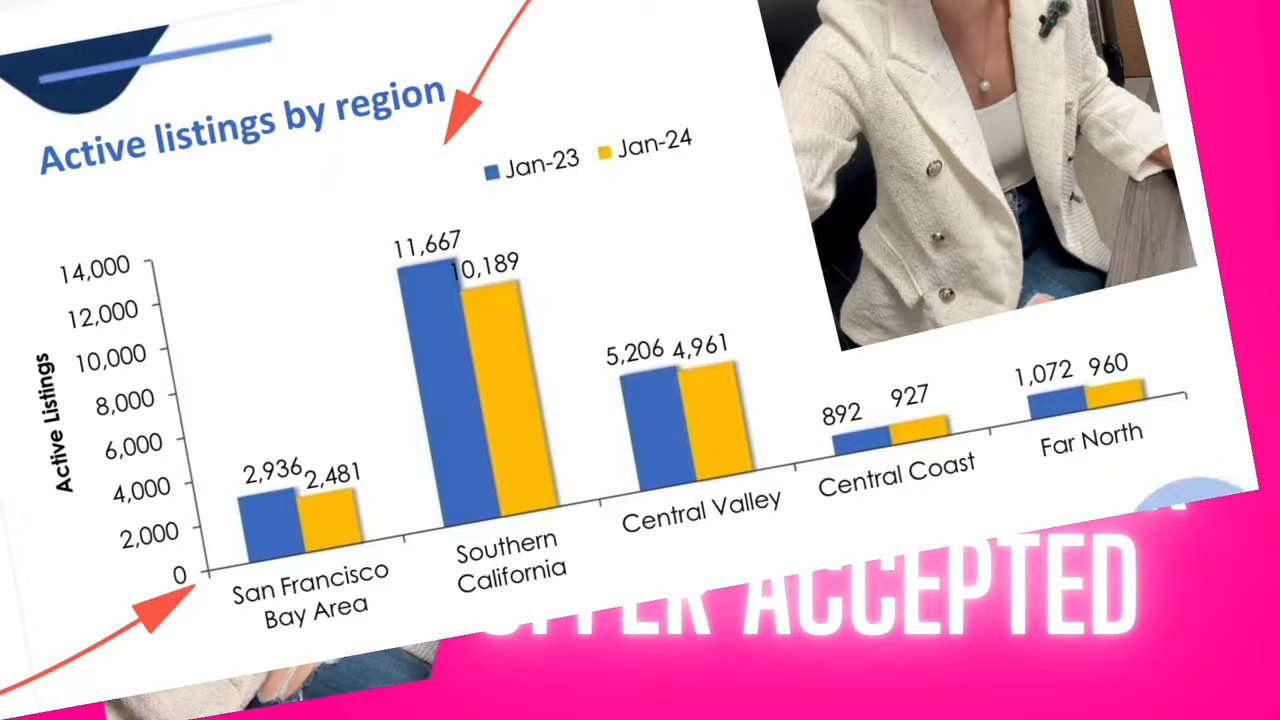 Active listings by region
Jan-23 Jan-24
Active Listings
14,000
12,000
10,000
8,000
6,000
4,000
2,000
0
2,936 2,481
11,667 10,189
5,206 4,961
892 927
1,072 960
San Francisco
Bay Area
Southern
California
Central Valley
Central Coast
Far North
OFFER ACCEPTED